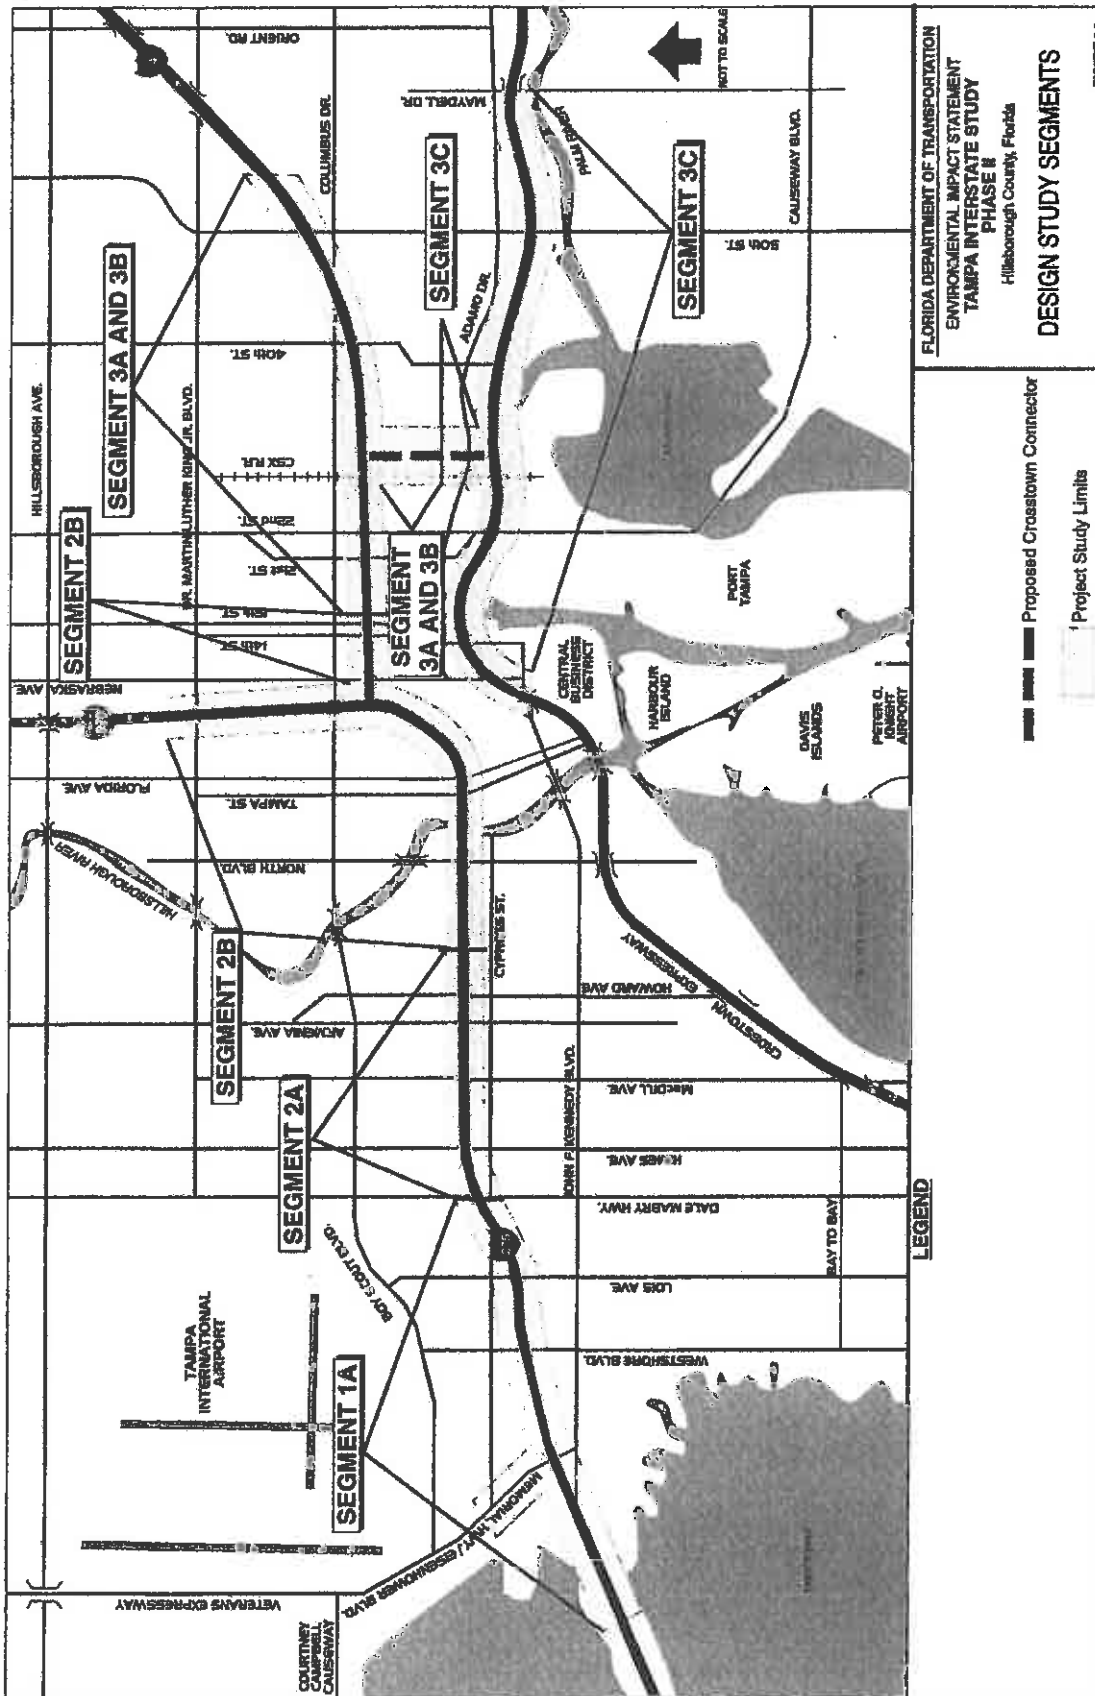 HILLSBOROUGH AVE.
SEGMENT 3A AND 3B
ORIENT RD.
SEGMENT 2B
DR. MARTIN LUTHER KING JR. BLVD.
COLUMBUS DR.
40th ST.
CSX R.R.
22nd ST.
21st ST.
15th ST.
14th ST.
NEBRASKA AVE.
FLORIDA AVE.
TAMPA ST.
HILLSBOROUGH RIVER
NORTH BLVD.
SEGMENT 2B
ARMENIA AVE.
SEGMENT 2A
BOY SCOUT BLVD.
TAMPA
INTERNATIONAL
AIRPORT
SEGMENT 1A
VETERANS EXPRESSWAY
COURTNEY
CAMPBELL
CAUSEWAY
MEMORIAL HWY.
EISENHOWER BLVD.
SEGMENT
3A AND 3B
SEGMENT 3C
ADAMO DR.
MAYDELL DR.
PALM RIVER
SEGMENT 3C
50th ST.
CAUSEWAY BLVD.
NOT TO SCALE
CYPRESS ST.
JOHN F. KENNEDY BLVD.
HOWARD AVE.
CROSSTOWN EXPRESSWAY
MacDILL AVE.
DALE MABRY HWY.
LOIS AVE.
WESTSHORE BLVD.
BAY TO BAY
CENTRAL
BUSINESS
DISTRICT
HARBOUR
ISLAND
DAVIS
ISLANDS
PETER O.
KNIGHT
AIRPORT
PORT
TAMPA
LEGEND
Proposed Crosstown Connector
Project Study Limits
FLORIDA DEPARTMENT OF TRANSPORTATION
ENVIRONMENTAL IMPACT STATEMENT
TAMPA INTERSTATE STUDY
PHASE II
Hillsborough County, Florida
DESIGN STUDY SEGMENTS